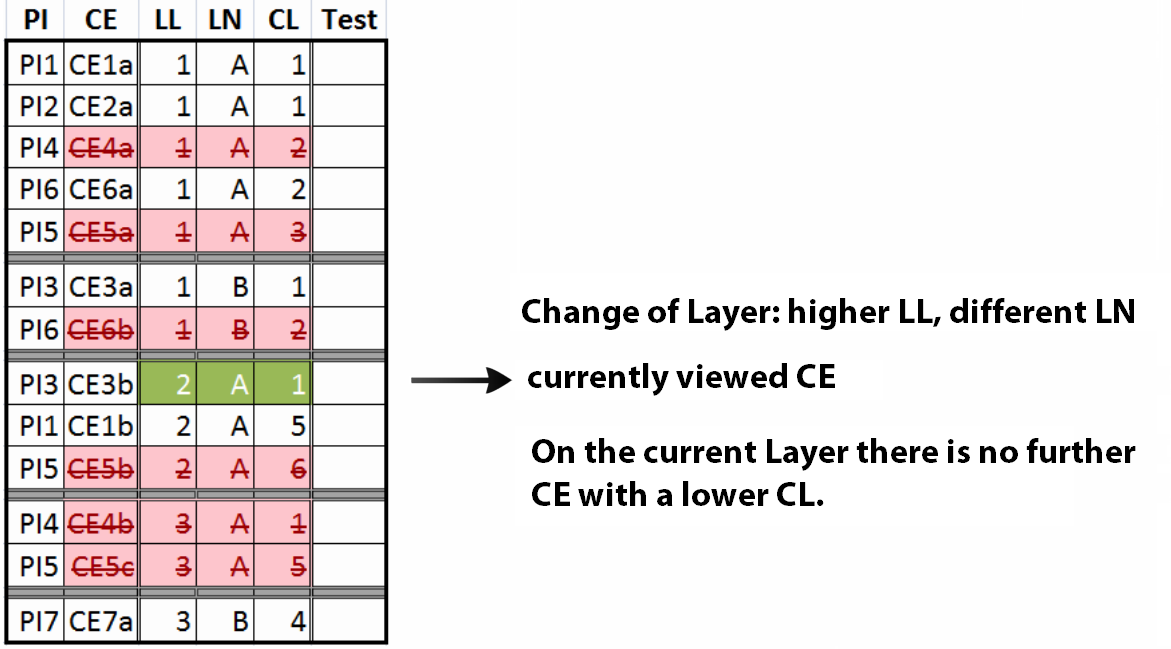 PI CE LL LN CL Test
PI1 CE1a 1 A 1
PI2 CE2a 1 A 1
PI4 CE4a 1 A 2
PI6 CE6a 1 A 2
PI5 CE5a 1 A 3
PI3 CE3a 1 B 1
PI6 CE6b 1 B 2
PI3 CE3b 2 A 1
PI1 CE1b 2 A 5
PI5 CE5b 2 A 6
PI4 CE4b 3 A 1
PI5 CE5c 3 A 5
PI7 CE7a 3 B 4
Change of Layer: higher LL, different LN
currently viewed CE
On the current Layer there is no further
CE with a lower CL.